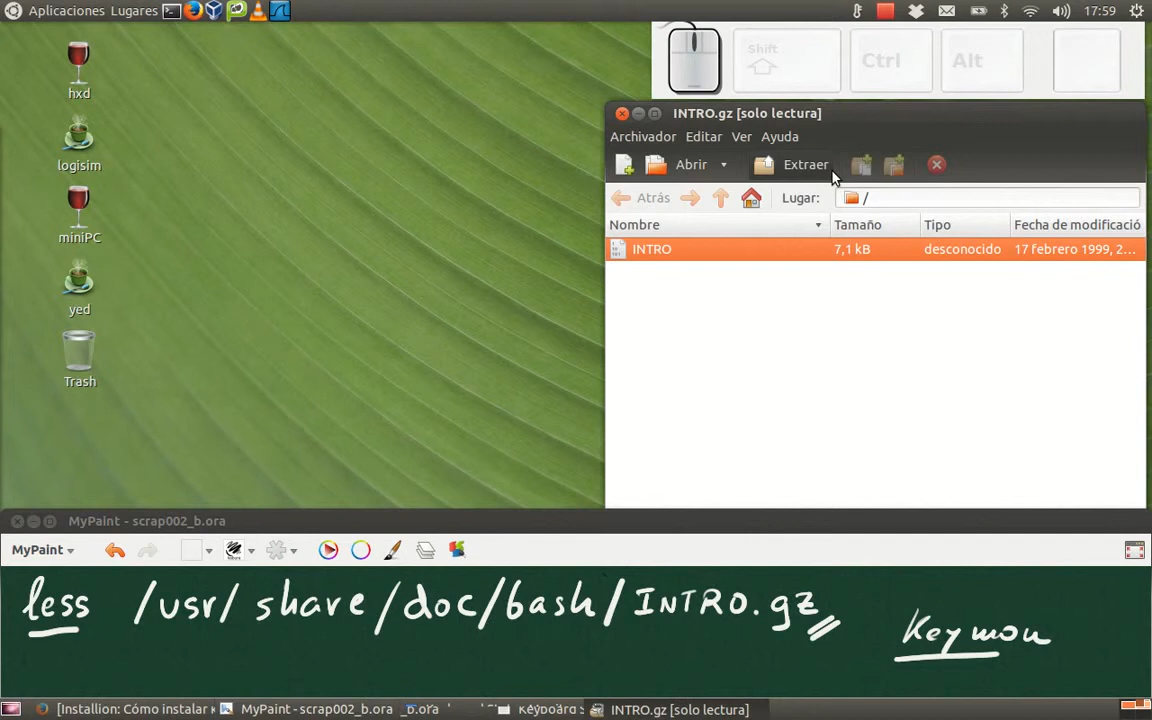 Aplicaciones Lugares 17:59
hxd
logisim
miniPC
yed
Trash
Shift Ctrl Alt
INTRO.gz [solo lectura]
Archivador Editar Ver Ayuda
Abrir Extraer
Atrás Lugar: /
Nombre Tamaño Tipo Fecha de modificació
INTRO 7,1 kB desconocido 17 febrero 1999, 2...
MyPaint - scrap002_b.ora
MyPaint
less /usr/share/doc/bash/INTRO.gz
Keymon
[Installion: Cómo instalar MyPaint - scrap002_b.ora INTRO.gz [solo lectura]